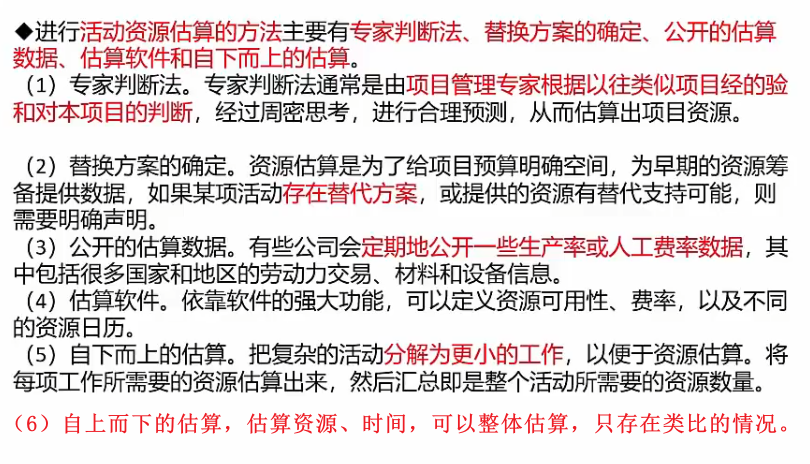 ◆进行活动资源估算的方法主要有专家判断法、替换方案的确定、公开的估算
数据、估算软件和自下而上的估算。
（1）专家判断法。专家判断法通常是由项目管理专家根据以往类似项目经的验
和对本项目的判断，经过周密思考，进行合理预测，从而估算出项目资源。
（2）替换方案的确定。资源估算是为了给项目预算明确空间，为早期的资源筹
备提供数据，如果某项活动存在替代方案，或提供的资源有替代支持可能，则
需要明确声明。
（3）公开的估算数据。有些公司会定期地公开一些生产率或人工费率数据，其
中包括很多国家和地区的劳动力交易、材料和设备信息。
（4）估算软件。依靠软件的强大功能，可以定义资源可用性、费率，以及不同
的资源日历。
（5）自下而上的估算。把复杂的活动分解为更小的工作，以便于资源估算。将
每项工作所需要的资源估算出来，然后汇总即是整个活动所需要的资源数量。
（6）自上而下的估算，估算资源、时间，可以整体估算，只存在类比的情况。